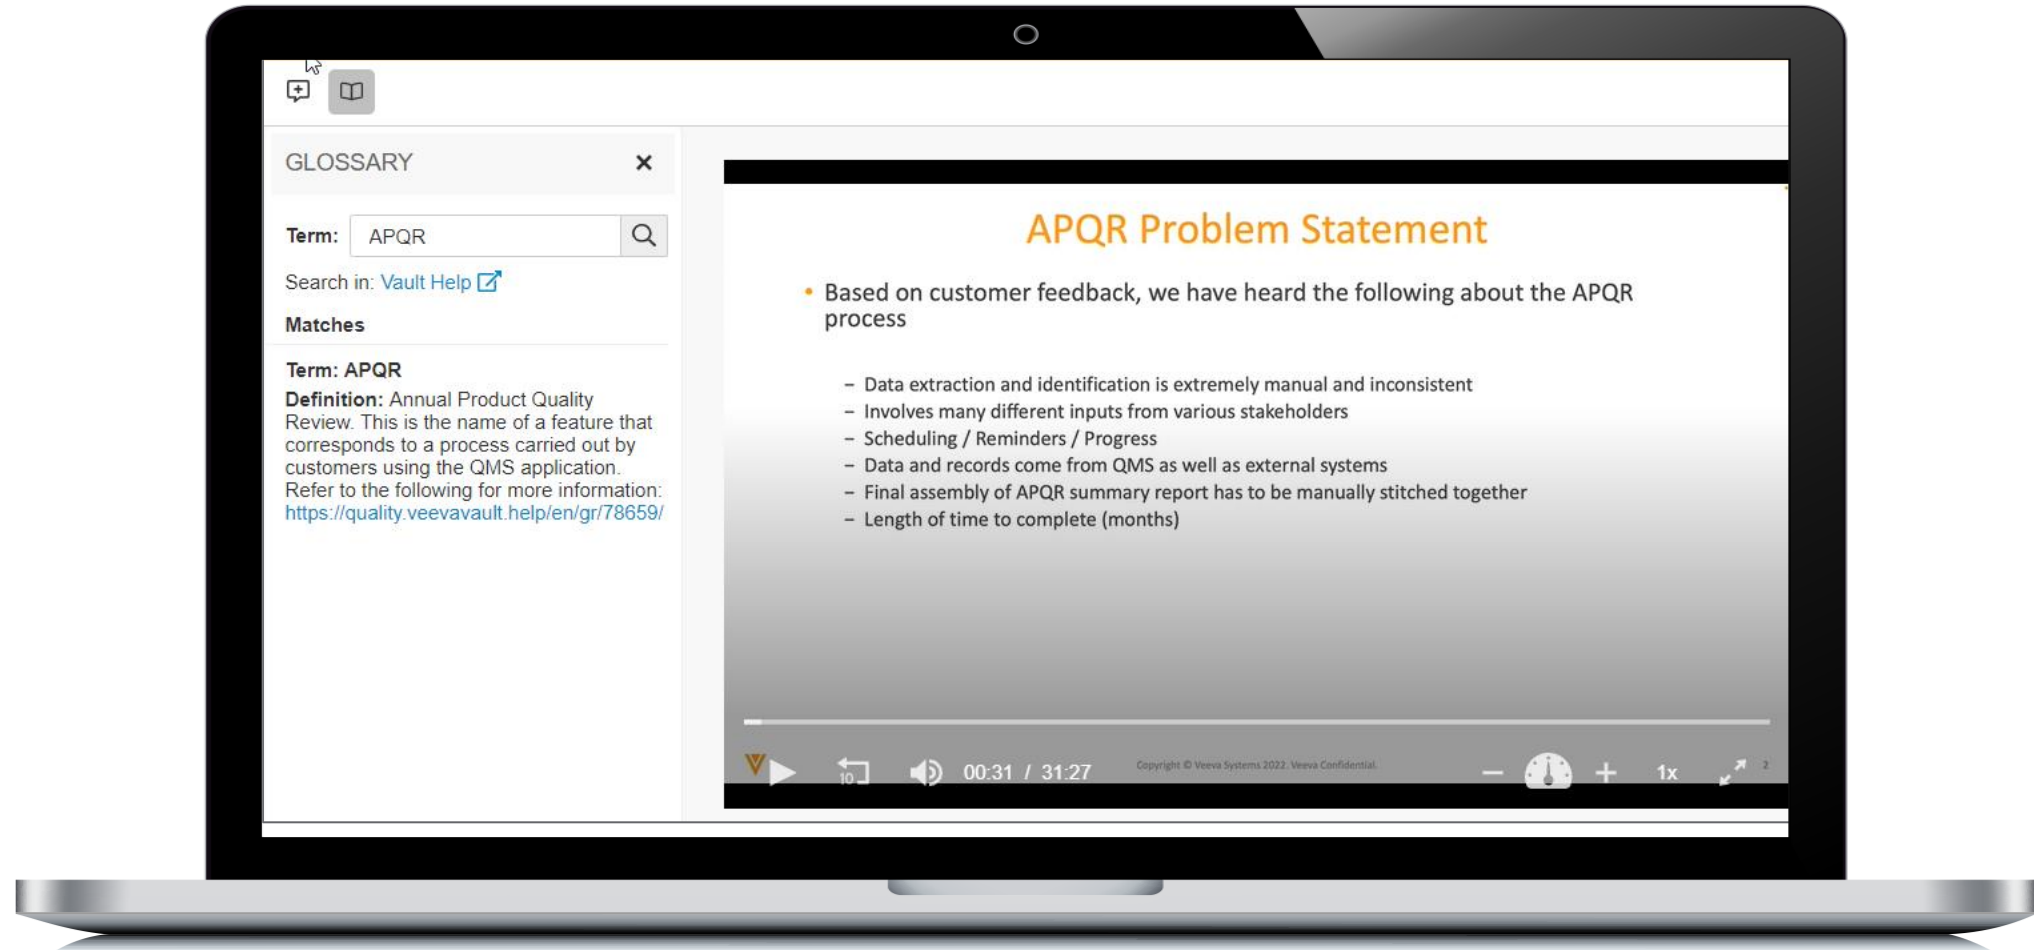 GLOSSARY
Term: APQR
Search in: Vault Help
Matches
Term: APQR
Definition: Annual Product Quality
Review. This is the name of a feature that
corresponds to a process carried out by
customers using the QMS application.
Refer to the following for more information:
https://quality.veevavault.help/en/gr/78659/
APQR Problem Statement
• Based on customer feedback, we have heard the following about the APQR
process
– Data extraction and identification is extremely manual and inconsistent
– Involves many different inputs from various stakeholders
– Scheduling / Reminders / Progress
– Data and records come from QMS as well as external systems
– Final assembly of APQR summary report has to be manually stitched together
– Length of time to complete (months)
10
00:31 / 31:27
Copyright © Veeva Systems 2022. Veeva Confidential.
1x
2